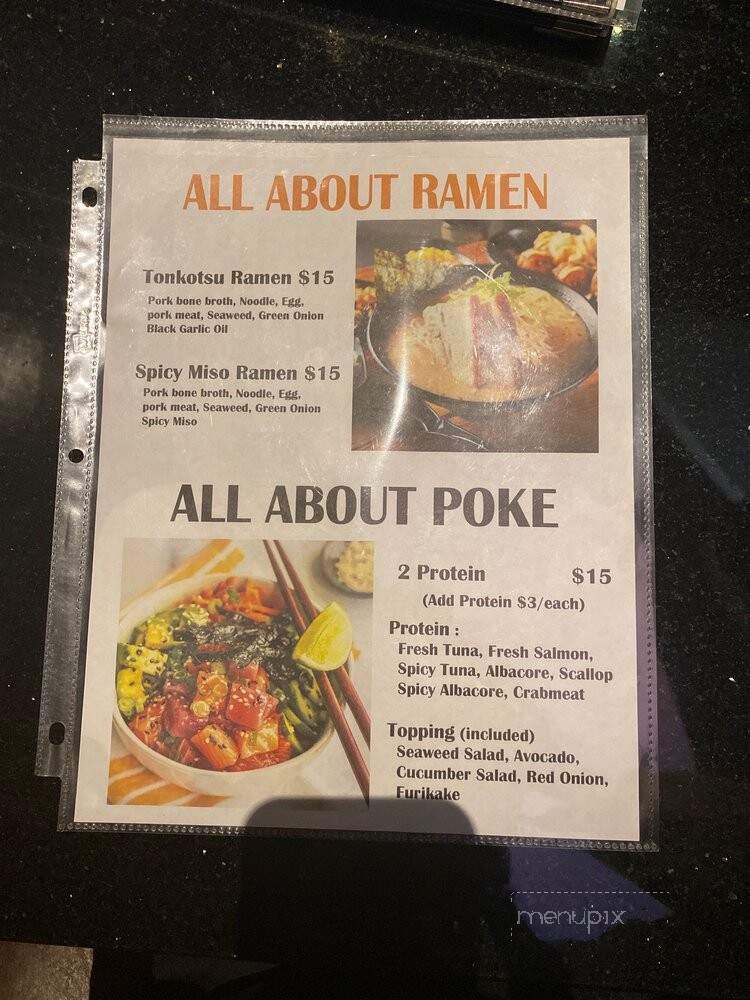 ALL ABOUT RAMEN
Tonkotsu Ramen $15
Pork bone broth, Noodle, Egg,
pork meat, Seaweed, Green Onion
Black Garlic Oil
Spicy Miso Ramen $15
Pork bone broth, Noodle, Egg,
pork meat, Seaweed, Green Onion
Spicy Miso
ALL ABOUT POKE
2 Protein $15
(Add Protein $3/each)
Protein :
Fresh Tuna, Fresh Salmon,
Spicy Tuna, Albacore, Scallop
Spicy Albacore, Crabmeat
Topping (included)
Seaweed Salad, Avocado,
Cucumber Salad, Red Onion,
Furikake
menupix